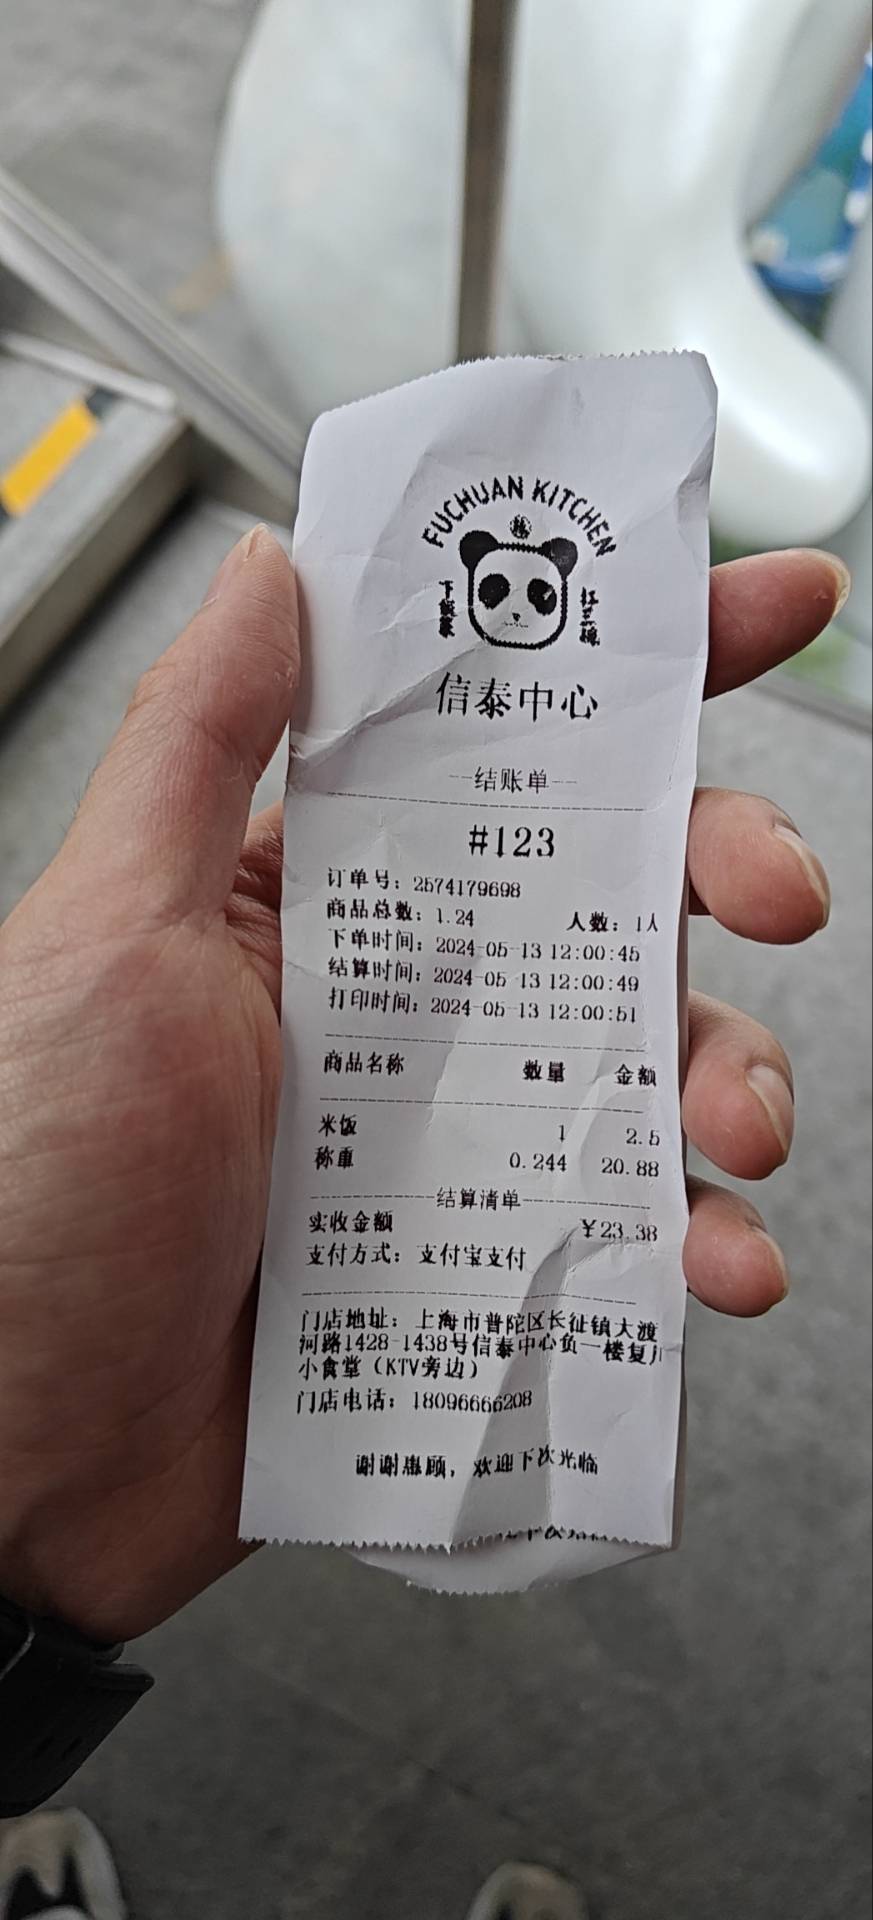 FUCHUAN KITCHEN
下饭菜
信泰中心
结账单
#123
订单号：2574179698
商品总数：1.24 人数：1人
下单时间：2024-05-13 12:00:45
结算时间：2024-05-13 12:00:49
打印时间：2024-05-13 12:00:51
商品名称 数量 金额
米饭 1 2.5
称重 0.244 20.88
结算清单
实收金额 ¥23.38
支付方式：支付宝支付
门店地址：上海市普陀区长征镇大渡
河路1428-1438号信泰中心负一楼复川
小食堂（KTV旁边）
门店电话：18096666208
谢谢惠顾，欢迎下次光临